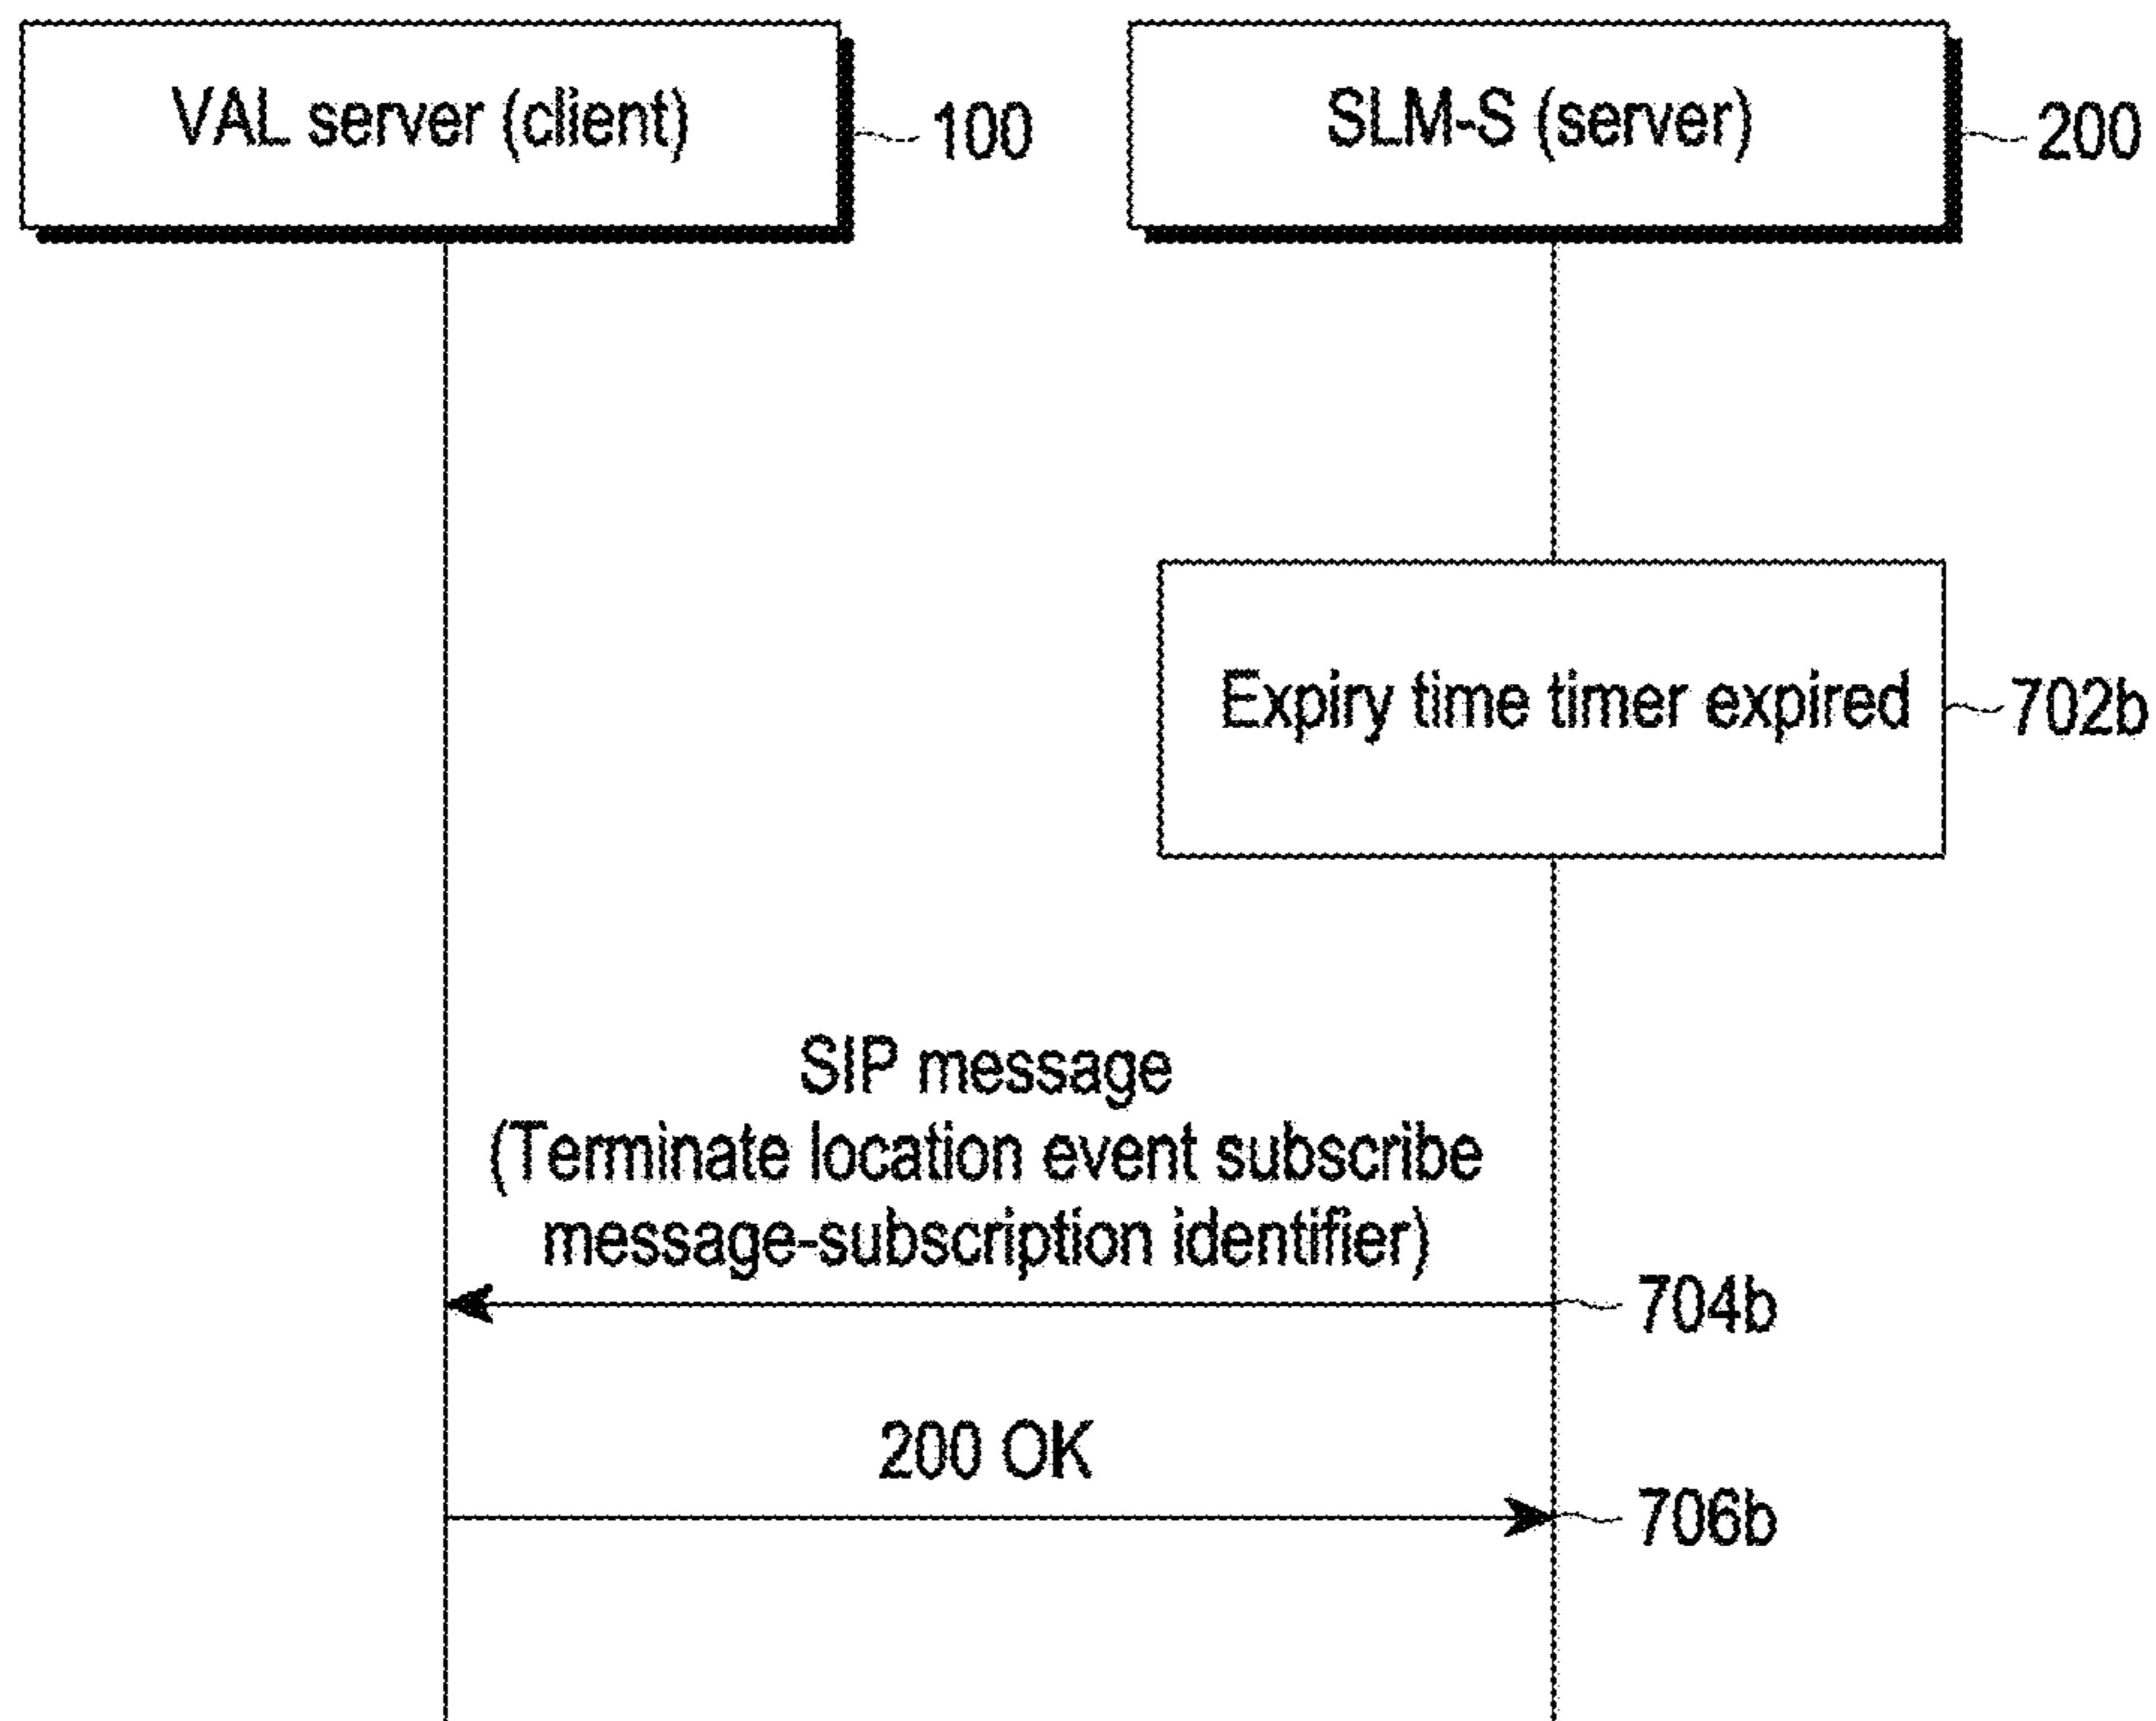 VAL server (client)
100
SLM-S (server)
200
Expiry time timer expired
702b
SIP message
(Terminate location event subscribe
message-subscription identifier)
704b
200 OK
706b